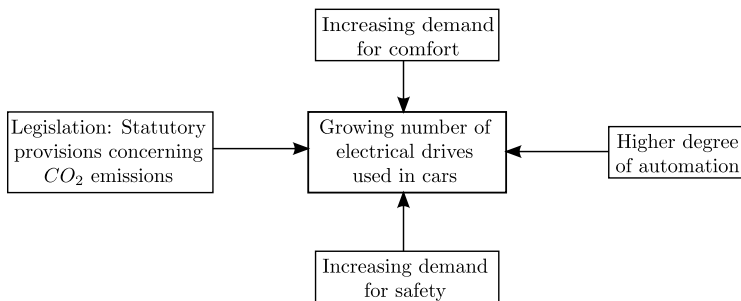 Increasing demand
for comfort
Legislation: Statutory
provisions concerning
CO₂ emissions
Growing number of
electrical drives
used in cars
Higher degree
of automation
Increasing demand
for safety